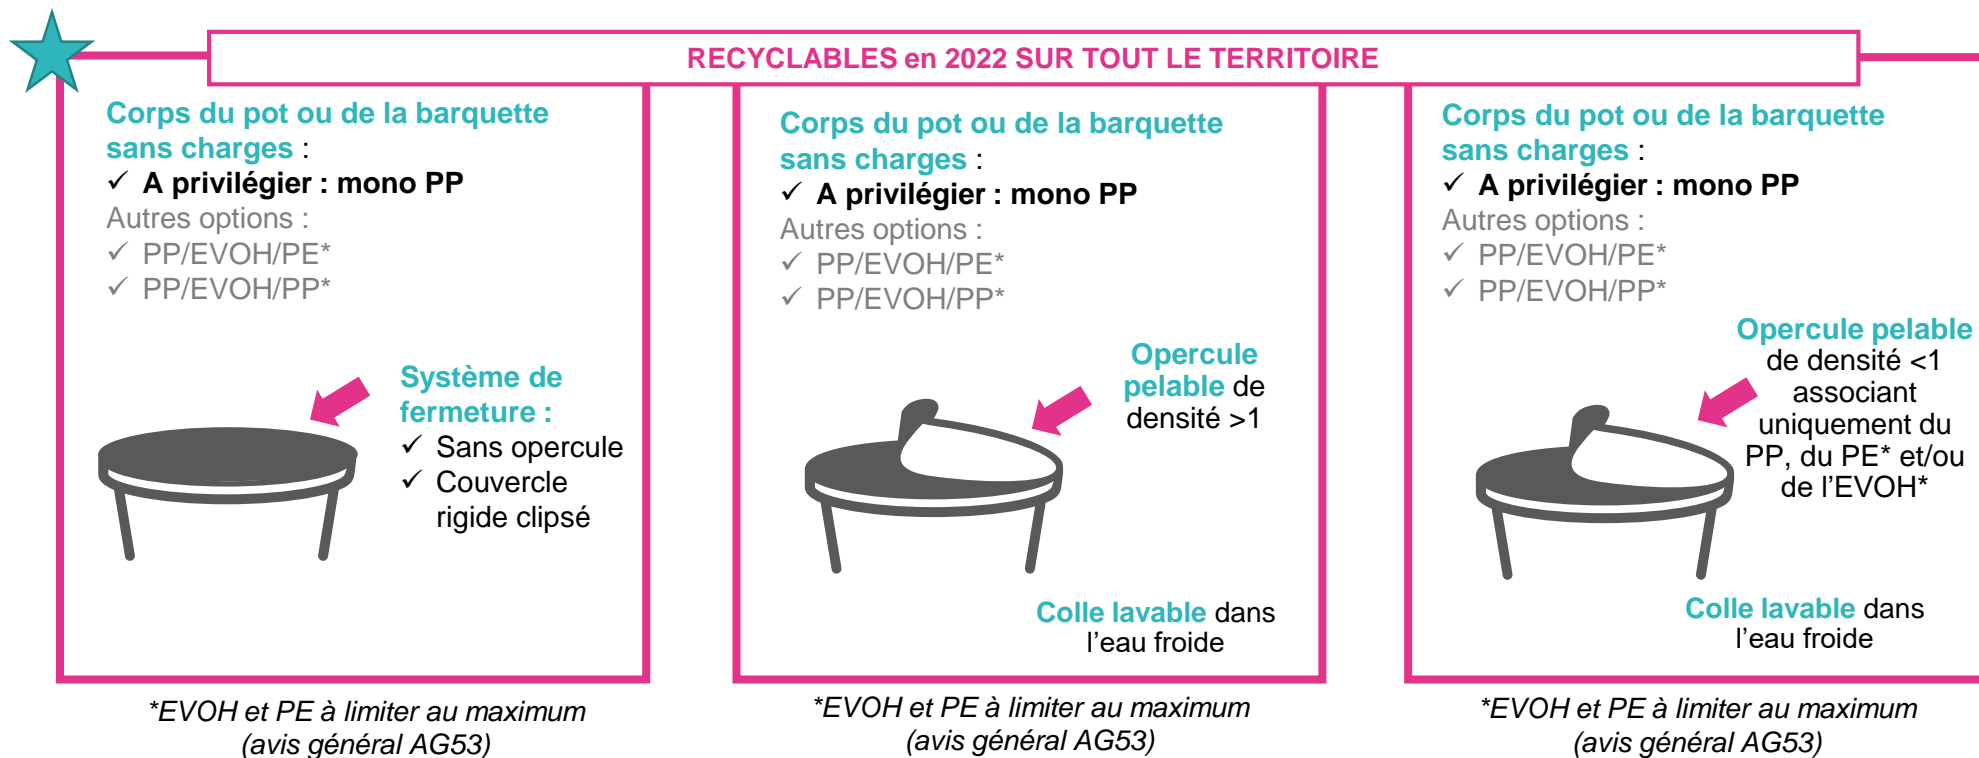 RECYCLABLES en 2022 SUR TOUT LE TERRITOIRE
Corps du pot ou de la barquette
sans charges :
✓ A privilégier : mono PP
Autres options :
✓ PP/EVOH/PE*
✓ PP/EVOH/PP*
Système de
fermeture :
✓ Sans opercule
✓ Couvercle
rigide clipsé
*EVOH et PE à limiter au maximum
(avis général AG53)
Corps du pot ou de la barquette
sans charges :
✓ A privilégier : mono PP
Autres options :
✓ PP/EVOH/PE*
✓ PP/EVOH/PP*
Opercule
pelable de
densité >1
Colle lavable dans
l'eau froide
*EVOH et PE à limiter au maximum
(avis général AG53)
Corps du pot ou de la barquette
sans charges :
✓ A privilégier : mono PP
Autres options :
✓ PP/EVOH/PE*
✓ PP/EVOH/PP*
Opercule pelable
de densité <1
associant
uniquement du
PP, du PE* et/ou
de l'EVOH*
Colle lavable dans
l'eau froide
*EVOH et PE à limiter au maximum
(avis général AG53)